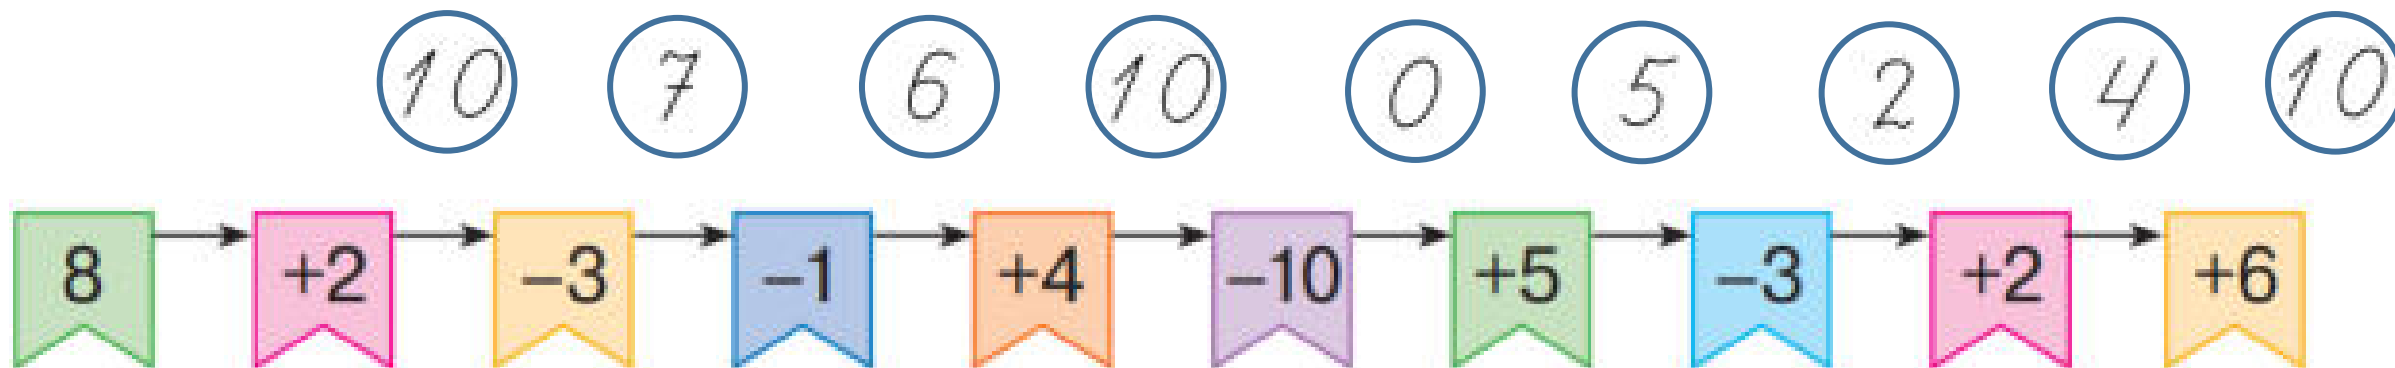 10 7 6 10 0 5 2 4 10
8 +2 –3 –1 +4 –10 +5 –3 +2 +6